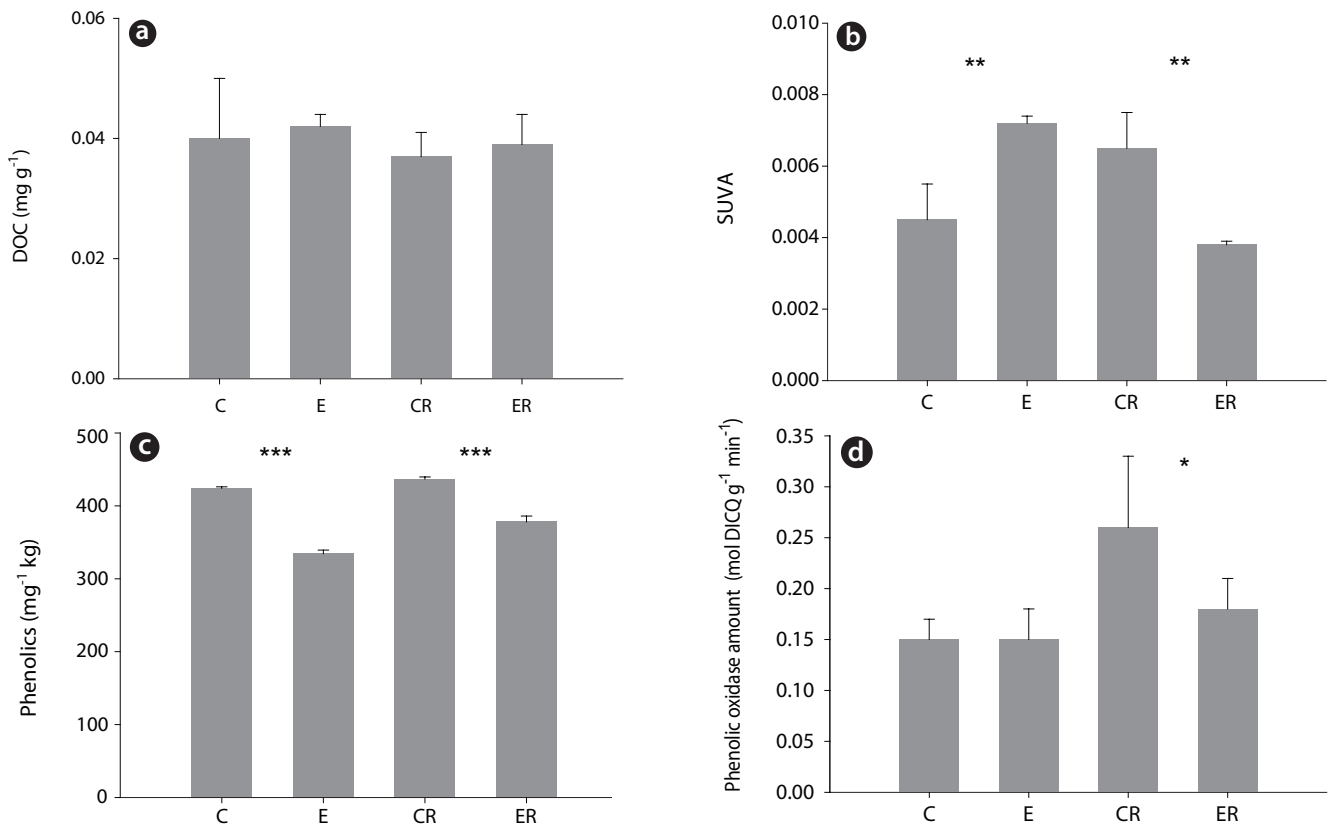 a
DOC (mg g⁻¹)
0.06
0.04
0.02
0.00
C E CR ER
b
SUVA
0.010
0.008
0.006
0.004
0.002
0.000
** **
C E CR ER
c
Phenolics (mg⁻¹ kg)
500
400
300
200
100
0
*** ***
C E CR ER
d
Phenolic oxidase amount (mol DICQ g⁻¹ min⁻¹)
0.35
0.30
0.25
0.20
0.15
0.10
0.05
0.00
*
C E CR ER